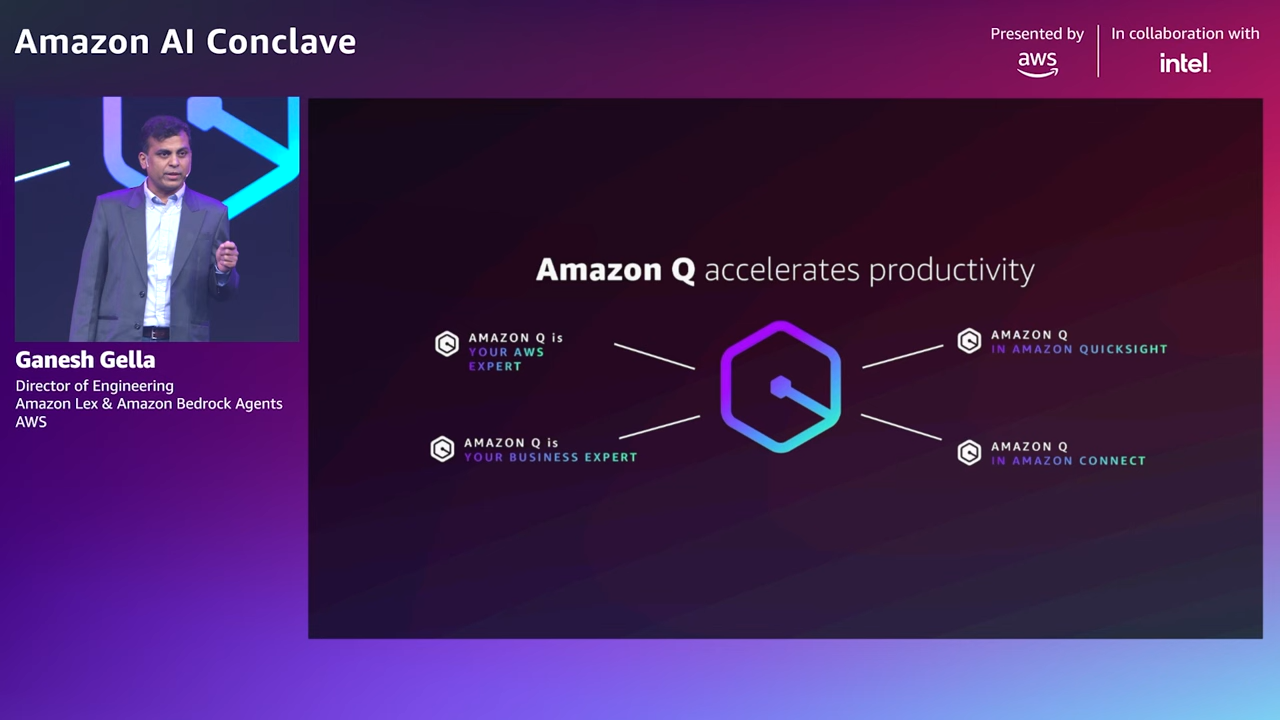 Amazon AI Conclave
Presented by
aws
In collaboration with
intel.
Ganesh Gella
Director of Engineering
Amazon Lex & Amazon Bedrock Agents
AWS
Amazon Q accelerates productivity
AMAZON Q is
YOUR AWS
EXPERT
AMAZON Q is
YOUR BUSINESS EXPERT
AMAZON Q
IN AMAZON QUICKSIGHT
AMAZON Q
IN AMAZON CONNECT